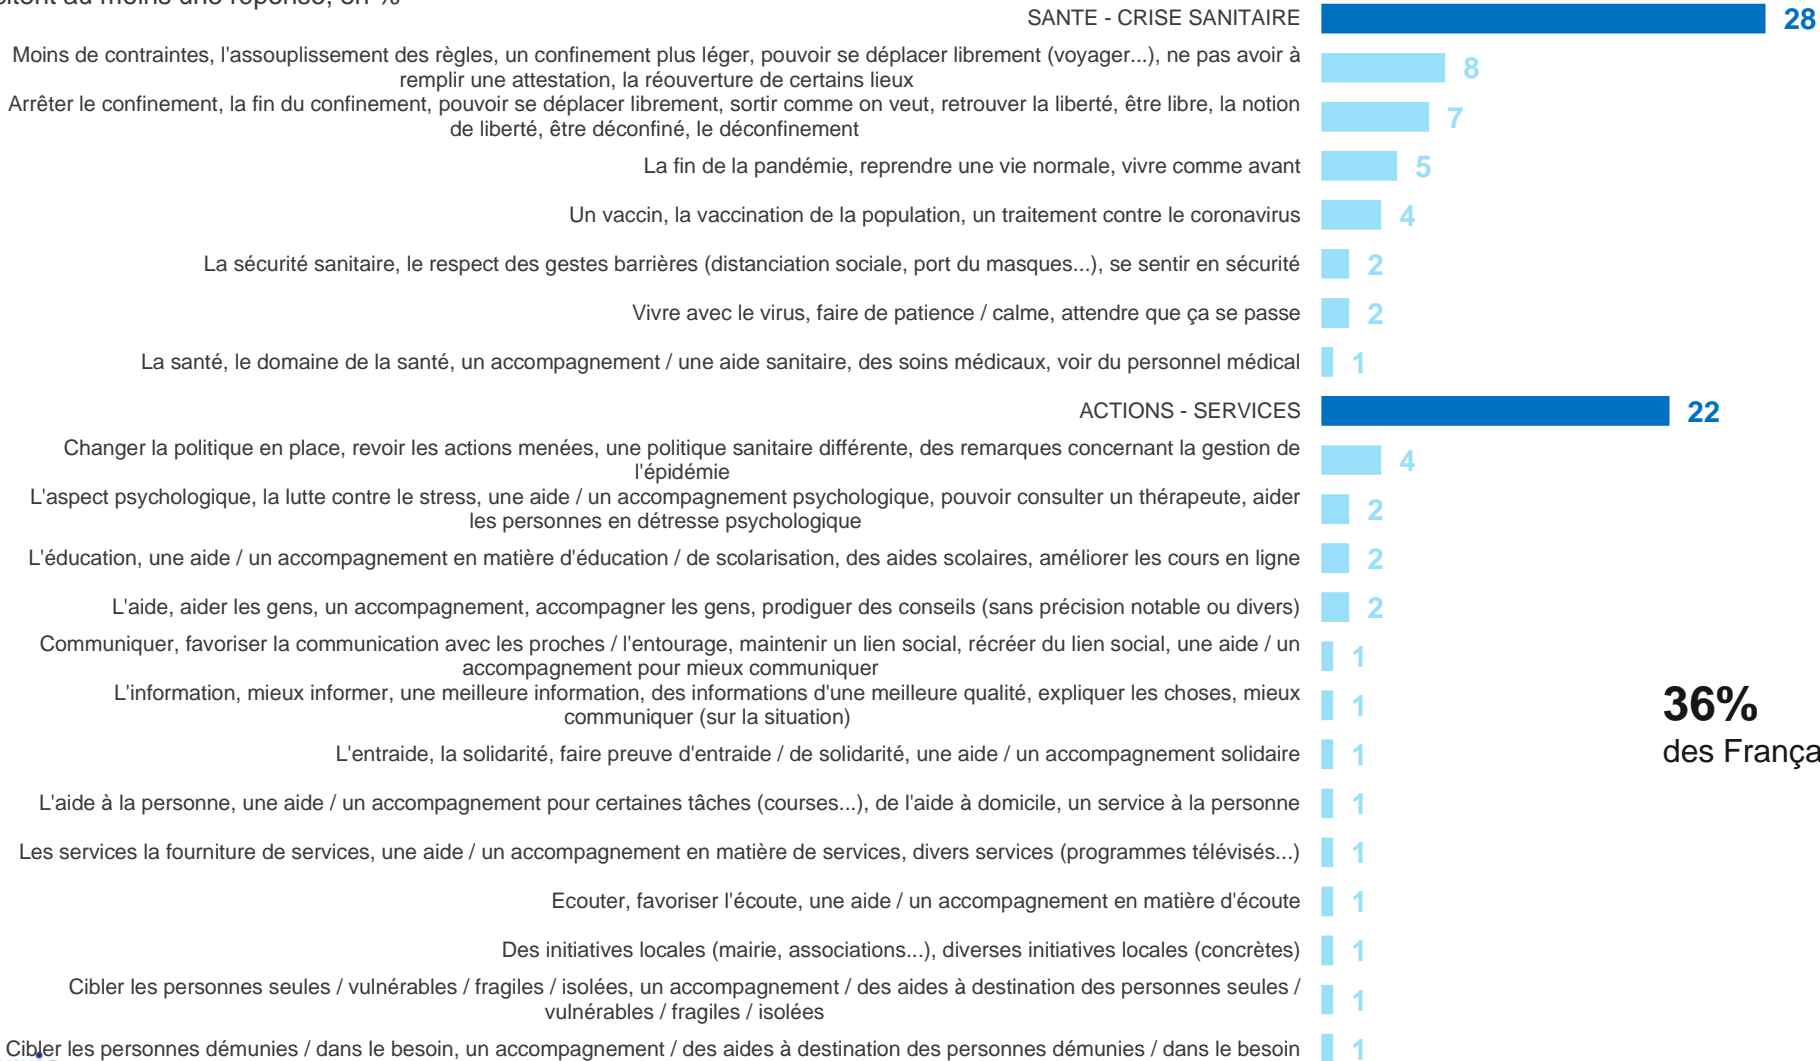 citent au moins une réponse, en %
SANTE - CRISE SANITAIRE 28
Moins de contraintes, l'assouplissement des règles, un confinement plus léger, pouvoir se déplacer librement (voyager...), ne pas avoir à
remplir une attestation, la réouverture de certains lieux 8
Arrêter le confinement, la fin du confinement, pouvoir se déplacer librement, sortir comme on veut, retrouver la liberté, être libre, la notion
de liberté, être déconfiné, le déconfinement 7
La fin de la pandémie, reprendre une vie normale, vivre comme avant 5
Un vaccin, la vaccination de la population, un traitement contre le coronavirus 4
La sécurité sanitaire, le respect des gestes barrières (distanciation sociale, port du masques...), se sentir en sécurité 2
Vivre avec le virus, faire de patience / calme, attendre que ça se passe 2
La santé, le domaine de la santé, un accompagnement / une aide sanitaire, des soins médicaux, voir du personnel médical 1
ACTIONS - SERVICES 22
Changer la politique en place, revoir les actions menées, une politique sanitaire différente, des remarques concernant la gestion de
l'épidémie 4
L'aspect psychologique, la lutte contre le stress, une aide / un accompagnement psychologique, pouvoir consulter un thérapeute, aider
les personnes en détresse psychologique 2
L'éducation, une aide / un accompagnement en matière d'éducation / de scolarisation, des aides scolaires, améliorer les cours en ligne 2
L'aide, aider les gens, un accompagnement, accompagner les gens, prodiguer des conseils (sans précision notable ou divers) 2
Communiquer, favoriser la communication avec les proches / l'entourage, maintenir un lien social, récréer du lien social, une aide / un
accompagnement pour mieux communiquer 1
L'information, mieux informer, une meilleure information, des informations d'une meilleure qualité, expliquer les choses, mieux
communiquer (sur la situation) 1
36%
des França
L'entraide, la solidarité, faire preuve d'entraide / de solidarité, une aide / un accompagnement solidaire 1
L'aide à la personne, une aide / un accompagnement pour certaines tâches (courses...), de l'aide à domicile, un service à la personne 1
Les services la fourniture de services, une aide / un accompagnement en matière de services, divers services (programmes télévisés...) 1
Ecouter, favoriser l'écoute, une aide / un accompagnement en matière d'écoute 1
Des initiatives locales (mairie, associations...), diverses initiatives locales (concrètes) 1
Cibler les personnes seules / vulnérables / fragiles / isolées, un accompagnement / des aides à destination des personnes seules /
vulnérables / fragiles / isolées 1
Cibler les personnes démunies / dans le besoin, un accompagnement / des aides à destination des personnes démunies / dans le besoin 1